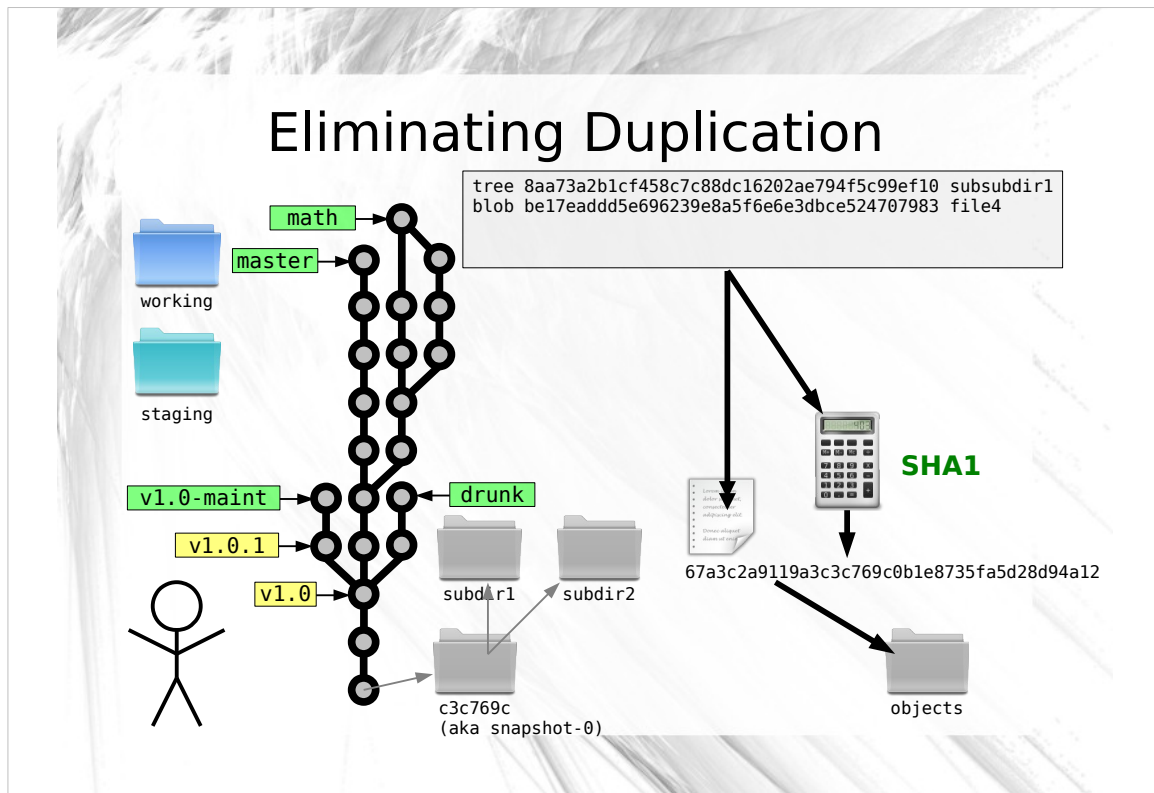 Eliminating Duplication
tree 8aa73a2b1cf458c7c88dc16202ae794f5c99ef10 subsubdir1
blob be17eaddd5e696239e8a5f6e6e3dbce524707983 file4
math
master
working
staging
v1.0-maint
drunk
v1.0.1
v1.0
subdir1
subdir2
SHA1
67a3c2a9119a3c3c769c0b1e8735fa5d28d94a12
c3c769c
(aka snapshot-0)
objects